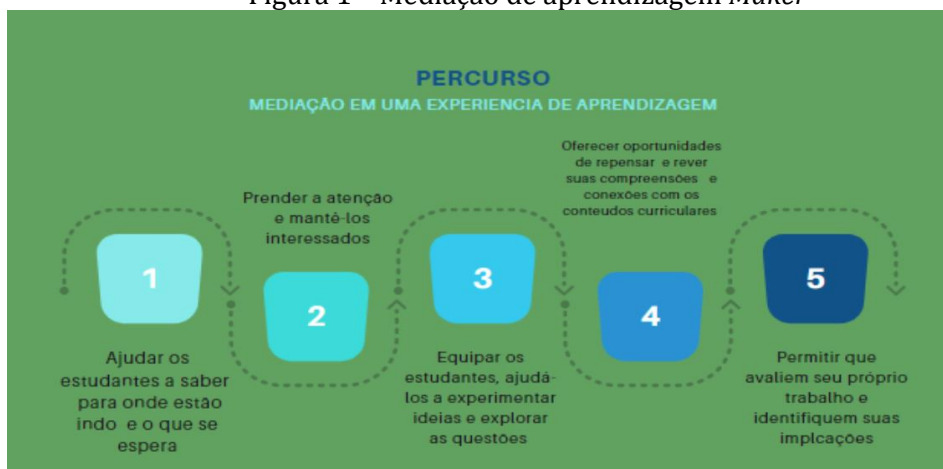 Figura 1 – Mediação de aprendizagem Maker
PERCURSO
MEDIAÇÃO EM UMA EXPERIENCIA DE APRENDIZAGEM
1
Ajudar os
estudantes a saber
para onde estão
indo e o que se
espera
Prender a atenção
e mantê-los
interessados
2
3
Equipar os
estudantes, ajudá-
los a experimentar
ideias e explorar
as questões
Oferecer oportunidades
de repensar e rever
suas compreensões e
conexões com os
conteudos curriculares
4
5
Permitir que
avaliem seu próprio
trabalho e
identifiquem suas
implcações